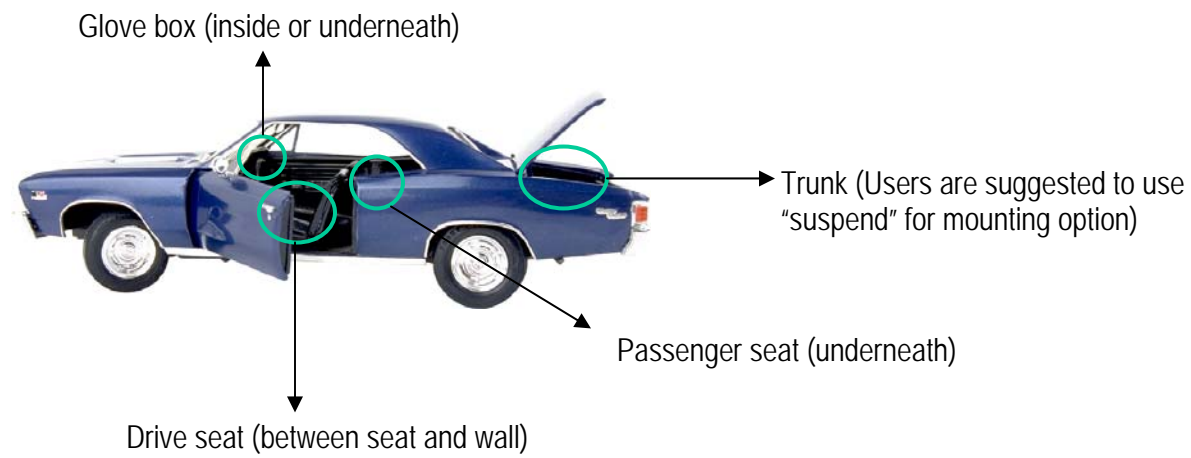 Glove box (inside or underneath)
Trunk (Users are suggested to use
“suspend” for mounting option)
Passenger seat (underneath)
Drive seat (between seat and wall)